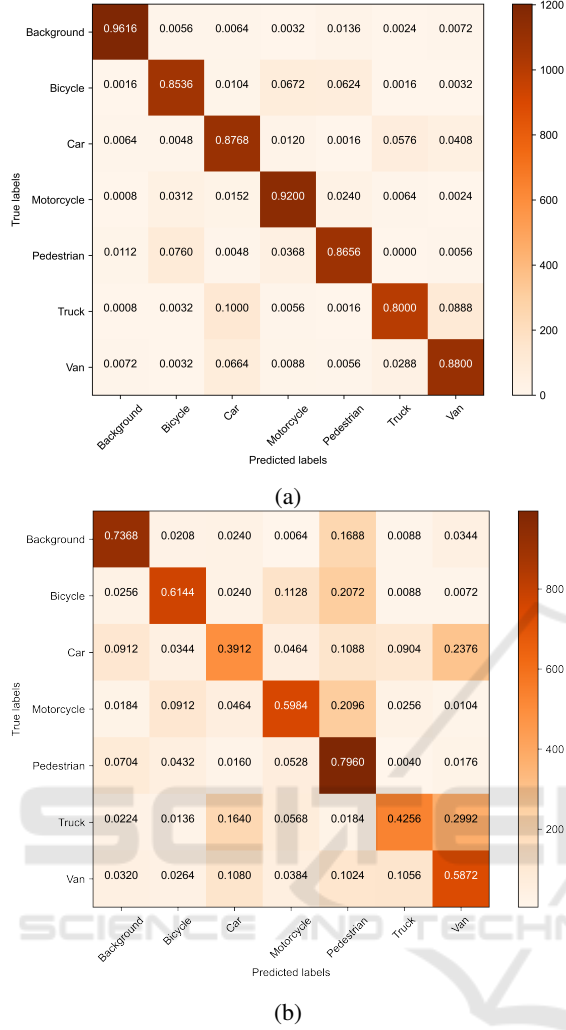 Background 0.9616 0.0056 0.0064 0.0032 0.0136 0.0024 0.0072
Bicycle 0.0016 0.8536 0.0104 0.0672 0.0624 0.0016 0.0032
Car 0.0064 0.0048 0.8768 0.0120 0.0016 0.0576 0.0408
Motorcycle 0.0008 0.0312 0.0152 0.9200 0.0240 0.0064 0.0024
Pedestrian 0.0112 0.0760 0.0048 0.0368 0.8656 0.0000 0.0056
Truck 0.0008 0.0032 0.1000 0.0056 0.0016 0.8000 0.0888
Van 0.0072 0.0032 0.0664 0.0088 0.0056 0.0288 0.8800
True labels
Background Bicycle Car Motorcycle Pedestrian Truck Van
Predicted labels
1200
1000
800
600
400
200
0
(a)
Background 0.7368 0.0208 0.0240 0.0064 0.1688 0.0088 0.0344
Bicycle 0.0256 0.6144 0.0240 0.1128 0.2072 0.0088 0.0072
Car 0.0912 0.0344 0.3912 0.0464 0.1088 0.0904 0.2376
Motorcycle 0.0184 0.0912 0.0464 0.5984 0.2096 0.0256 0.0104
Pedestrian 0.0704 0.0432 0.0160 0.0528 0.7960 0.0040 0.0176
Truck 0.0224 0.0136 0.1640 0.0568 0.0184 0.4256 0.2992
Van 0.0320 0.0264 0.1080 0.0384 0.1024 0.1056 0.5872
True labels
Background Bicycle Car Motorcycle Pedestrian Truck Van
Predicted labels
800
600
400
200
(b)
SCIENCE AND